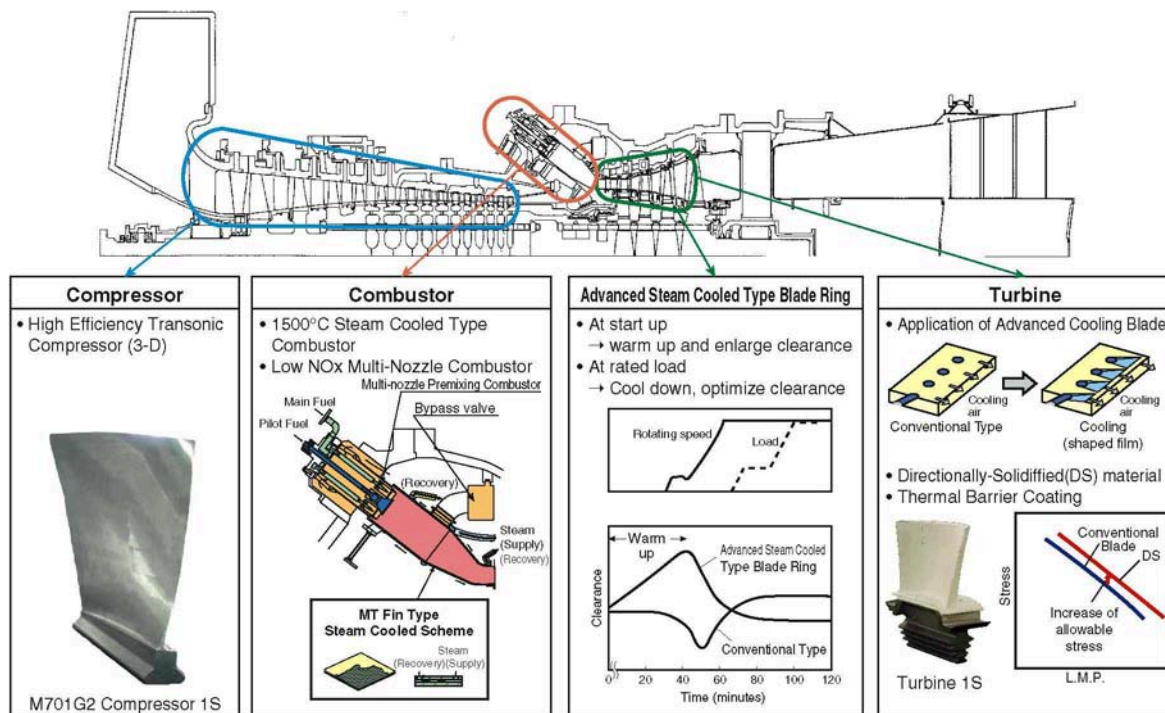 Compressor
• High Efficiency Transonic
Compressor (3-D)
M701G2 Compressor 1S
Combustor
• 1500°C Steam Cooled Type
Combustor
• Low NOx Multi-Nozzle Combustor
Multi-nozzle Premixing Combustor
Main Fuel
Bypass valve
Pilot Fuel
(Recovery)
Steam
(Supply)
(Recovery)
MT Fin Type
Steam Cooled Scheme
Steam
(Recovery)(Supply)
Advanced Steam Cooled Type Blade Ring
• At start up
→ warm up and enlarge clearance
• At rated load
→ Cool down, optimize clearance
Rotating speed
Load
Warm
up
Advanced Steam Cooled
Type Blade Ring
Clearance
Conventional Type
0 20 40 60 80 100 120
Time (minutes)
Turbine
• Application of Advanced Cooling Blade
Cooling
air
Conventional Type
Cooling
air
Cooling
(shaped film)
• Directionally-Solidiffied(DS) material
• Thermal Barrier Coating
Turbine 1S
Stress
Conventional
Blade
DS
Increase of
allowable
stress
L.M.P.